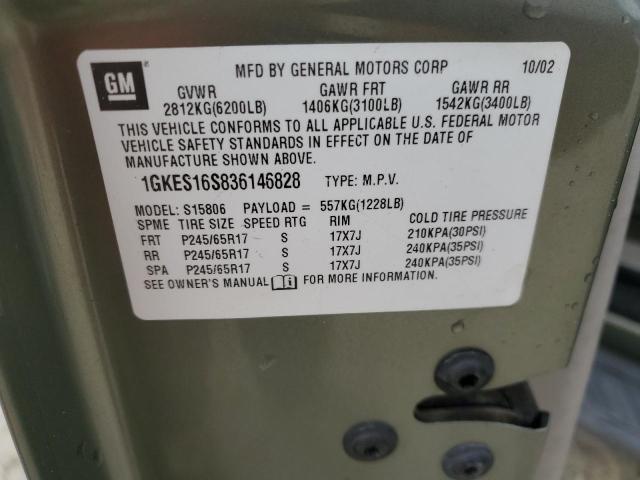 GM
MFD BY GENERAL MOTORS CORP 10/02
GVWR GAWR FRT GAWR RR
2812KG(6200LB) 1406KG(3100LB) 1542KG(3400LB)
THIS VEHICLE CONFORMS TO ALL APPLICABLE U.S. FEDERAL MOTOR
VEHICLE SAFETY STANDARDS IN EFFECT ON THE DATE OF
MANUFACTURE SHOWN ABOVE.
1GKES16S836146828 TYPE: M.P.V.
MODEL: S15806 PAYLOAD = 557KG(1228LB)
SPME TIRE SIZE SPEED RTG RIM COLD TIRE PRESSURE
FRT P245/65R17 S 17X7J 210KPA(30PSI)
RR P245/65R17 S 17X7J 240KPA(35PSI)
SPA P245/65R17 S 17X7J 240KPA(35PSI)
SEE OWNER'S MANUAL FOR MORE INFORMATION.